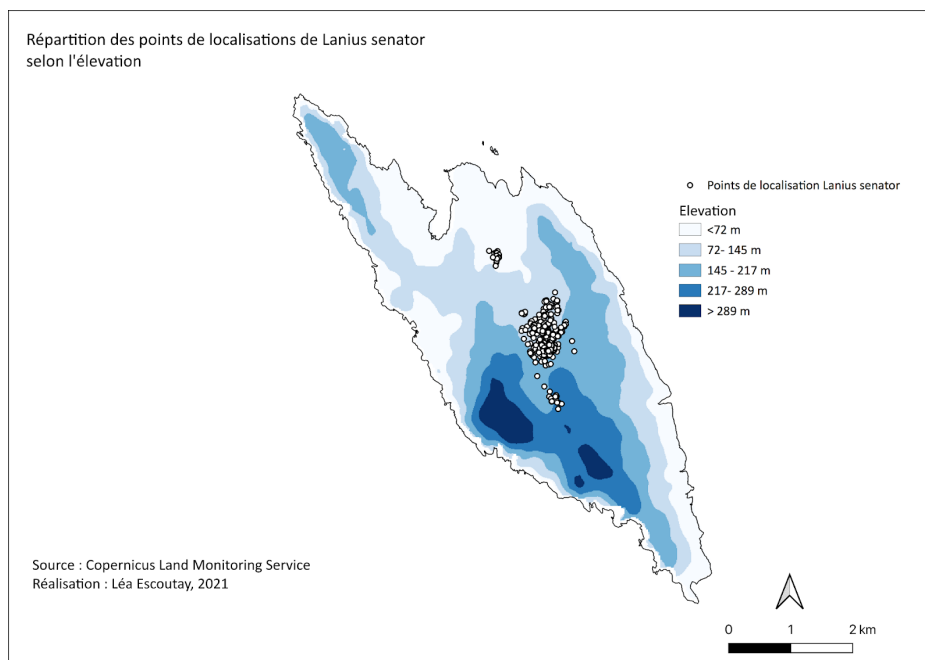 Répartition des points de localisations de Lanius senator
selon l'élevation
Points de localisation Lanius senator
Elevation
<72 m
72- 145 m
145 - 217 m
217- 289 m
> 289 m
Source : Copernicus Land Monitoring Service
Réalisation : Léa Escoutay, 2021
0 1 2 km